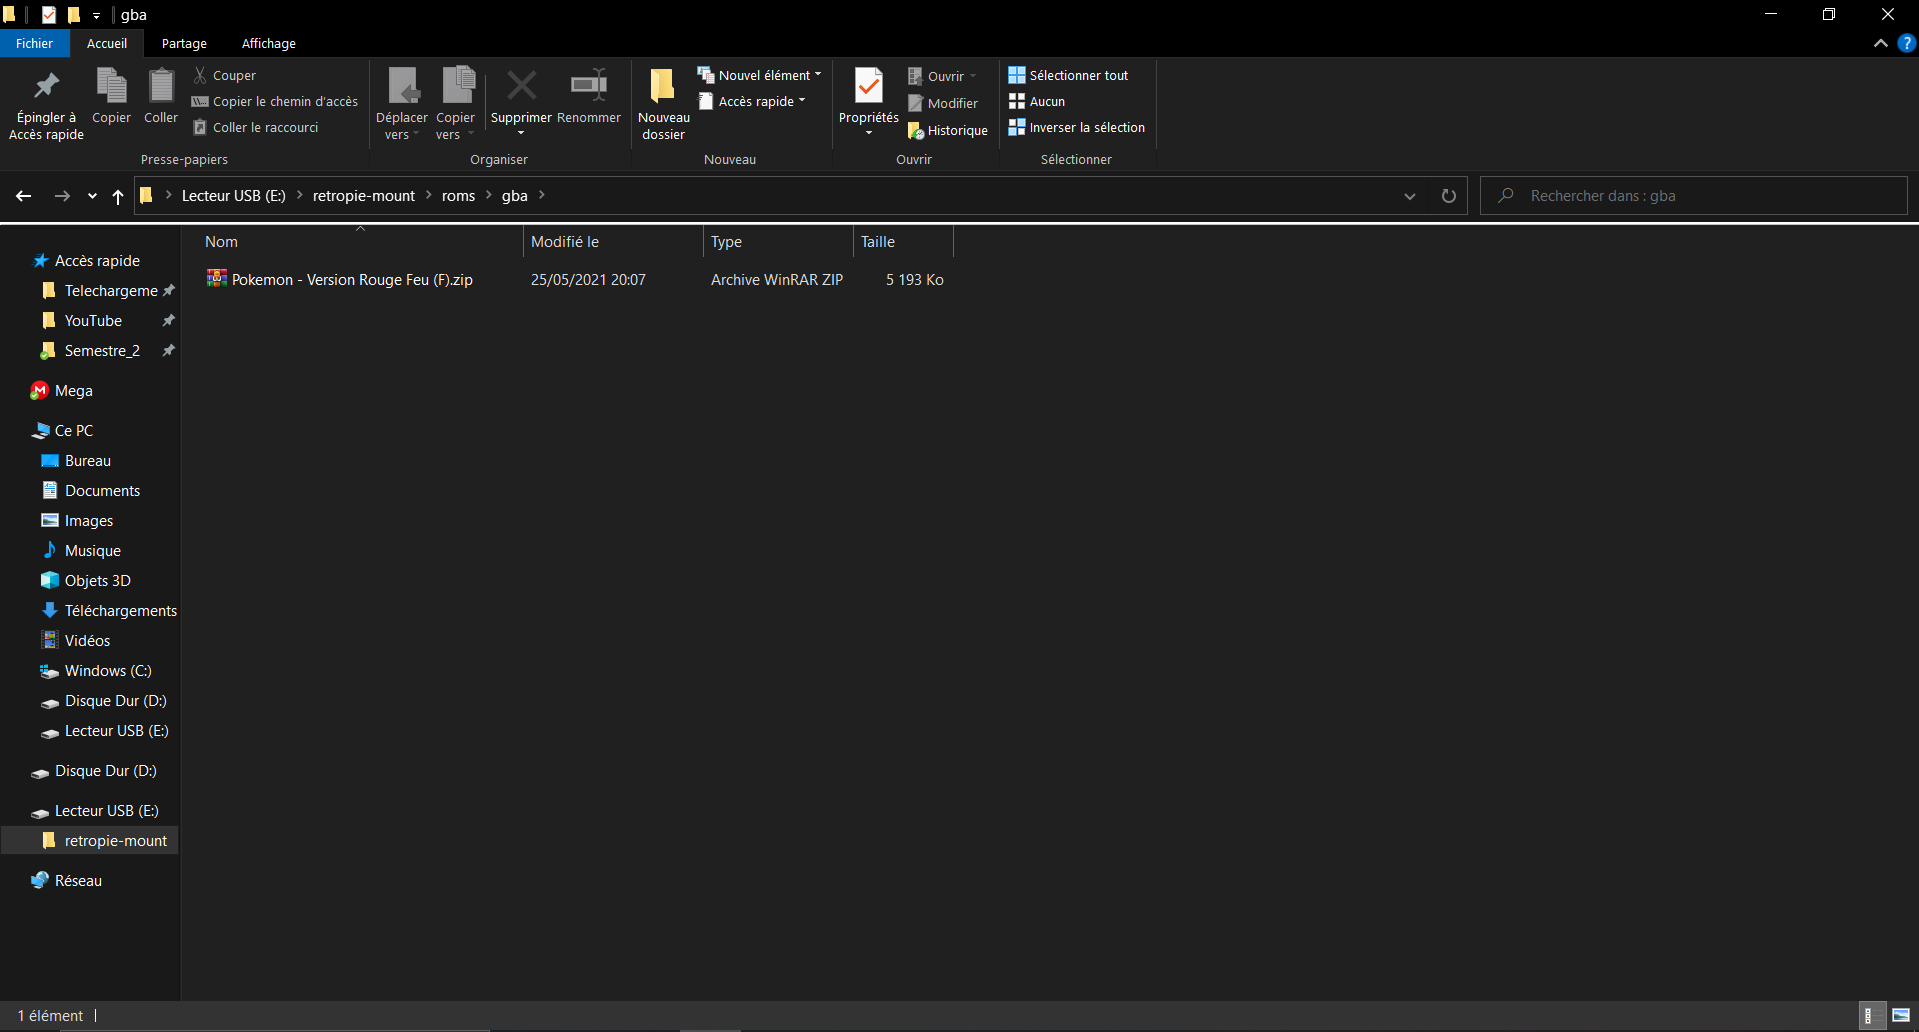 gba
Fichier Accueil Partage Affichage
Épingler à Accès rapide
Copier
Coller
Couper
Copier le chemin d'accès
Coller le raccourci
Presse-papiers
Déplacer vers
Copier vers
Supprimer
Renommer
Organiser
Nouveau dossier
Nouvel élément
Accès rapide
Nouveau
Propriétés
Ouvrir
Modifier
Historique
Ouvrir
Sélectionner tout
Aucun
Inverser la sélection
Sélectionner
Lecteur USB (E:) > retropie-mount > roms > gba >
Rechercher dans : gba
Nom Modifié le Type Taille
Pokemon - Version Rouge Feu (F).zip 25/05/2021 20:07 Archive WinRAR ZIP 5 193 Ko
Accès rapide
Telechargeme
YouTube
Semestre_2
Mega
Ce PC
Bureau
Documents
Images
Musique
Objets 3D
Téléchargements
Vidéos
Windows (C:)
Disque Dur (D:)
Lecteur USB (E:)
Disque Dur (D:)
Lecteur USB (E:)
retropie-mount
Réseau
1 élément